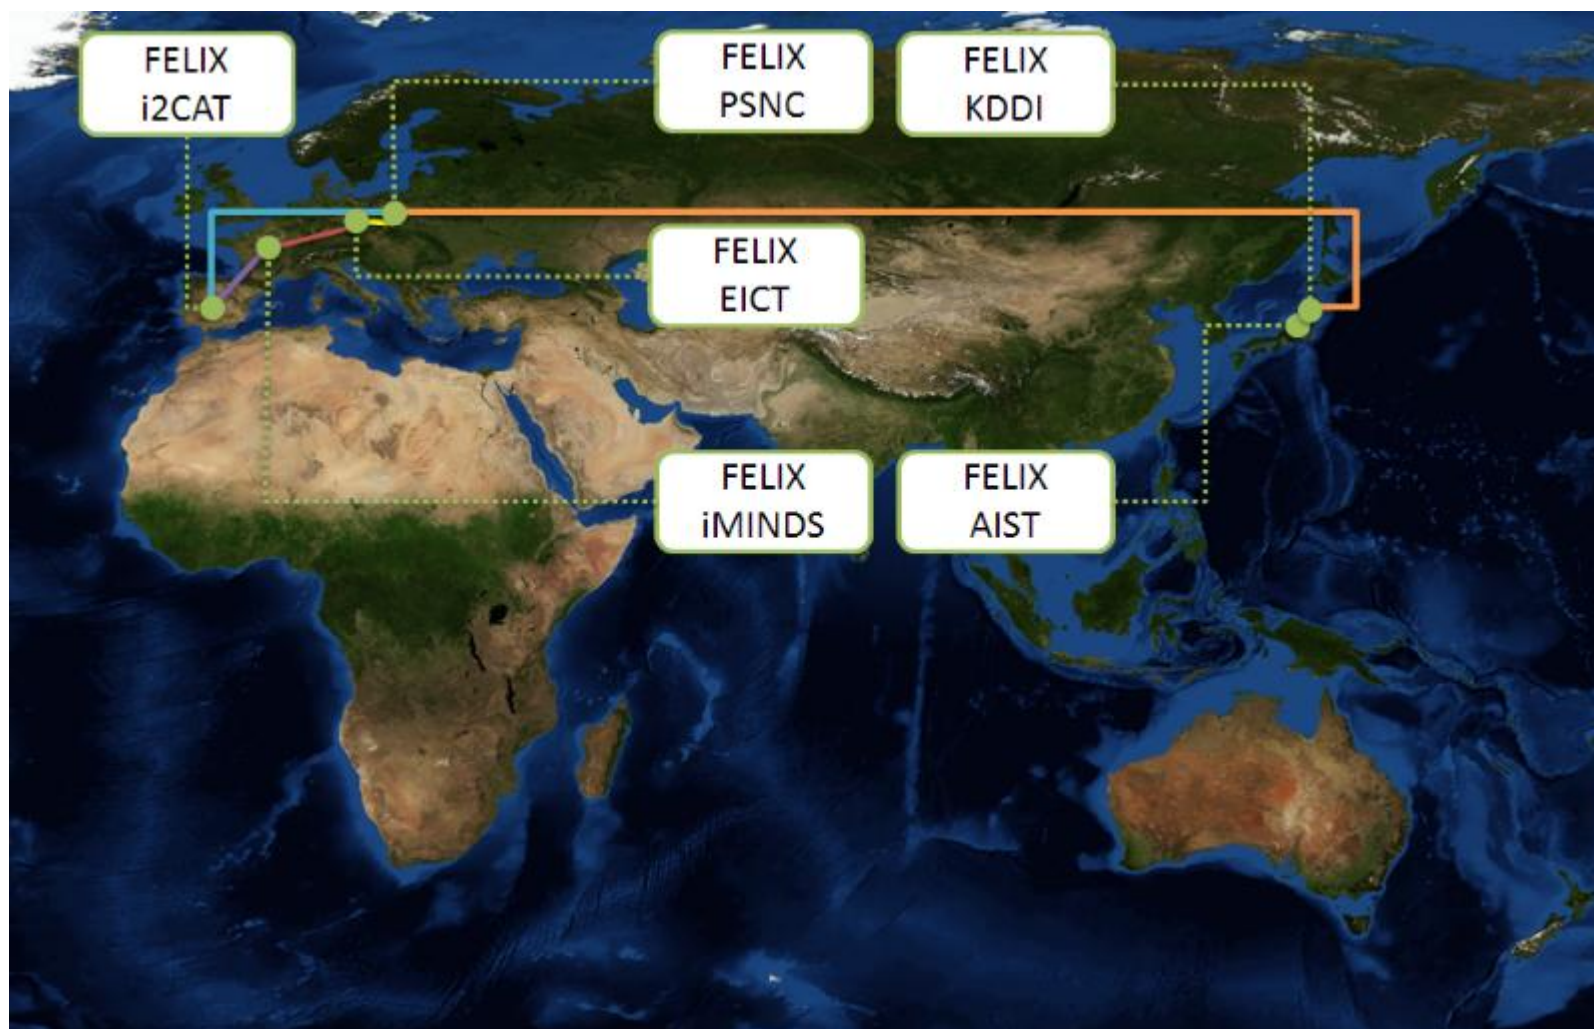 FELIX
i2CAT
FELIX
PSNC
FELIX
KDDI
FELIX
EICT
FELIX
iMINDS
FELIX
AIST